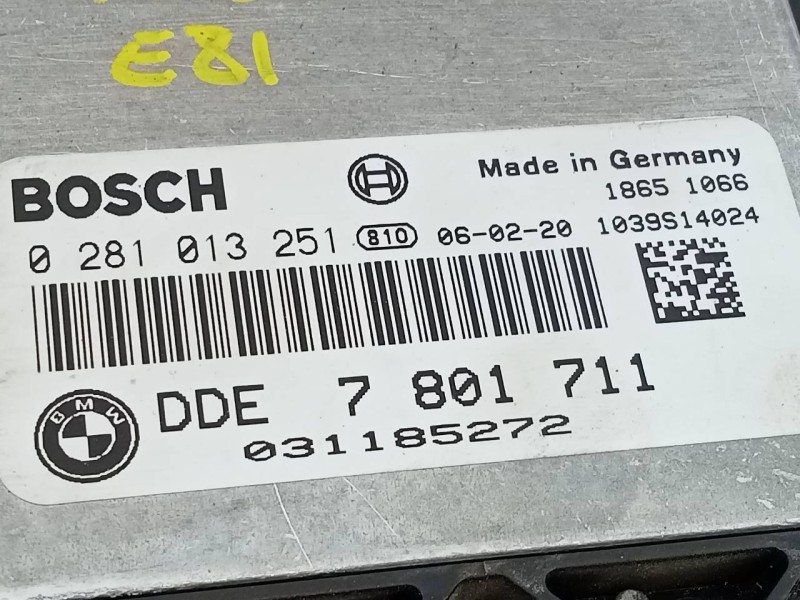 E81
BOSCH
Made in Germany
1865 1066
0 281 013 251 810 06-02-20 1039S14024
BMW
DDE 7 801 711
031185272